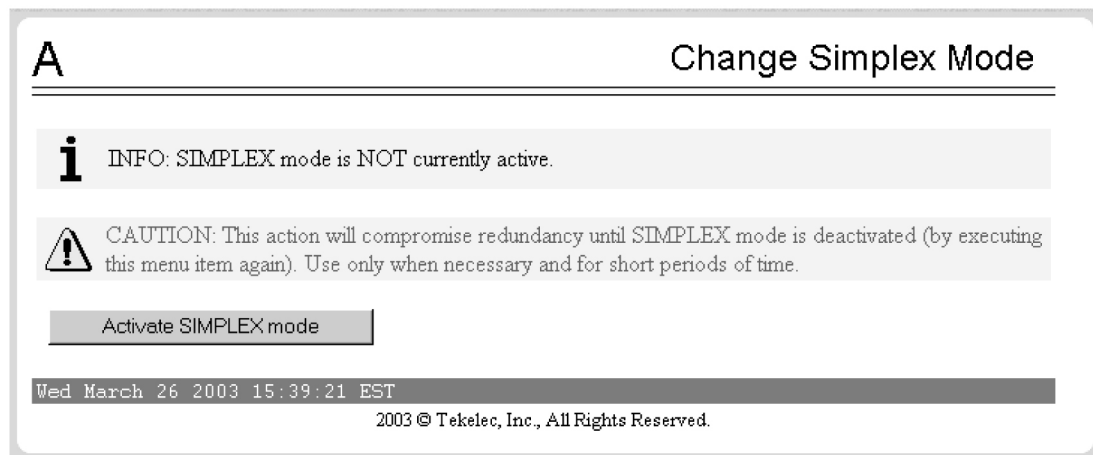 A
Change Simplex Mode
INFO: SIMPLEX mode is NOT currently active.
CAUTION: This action will compromise redundancy until SIMPLEX mode is deactivated (by executing
this menu item again). Use only when necessary and for short periods of time.
Activate SIMPLEX mode
Wed March 26 2003 15:39:21 EST
2003 © Tekelec, Inc., All Rights Reserved.